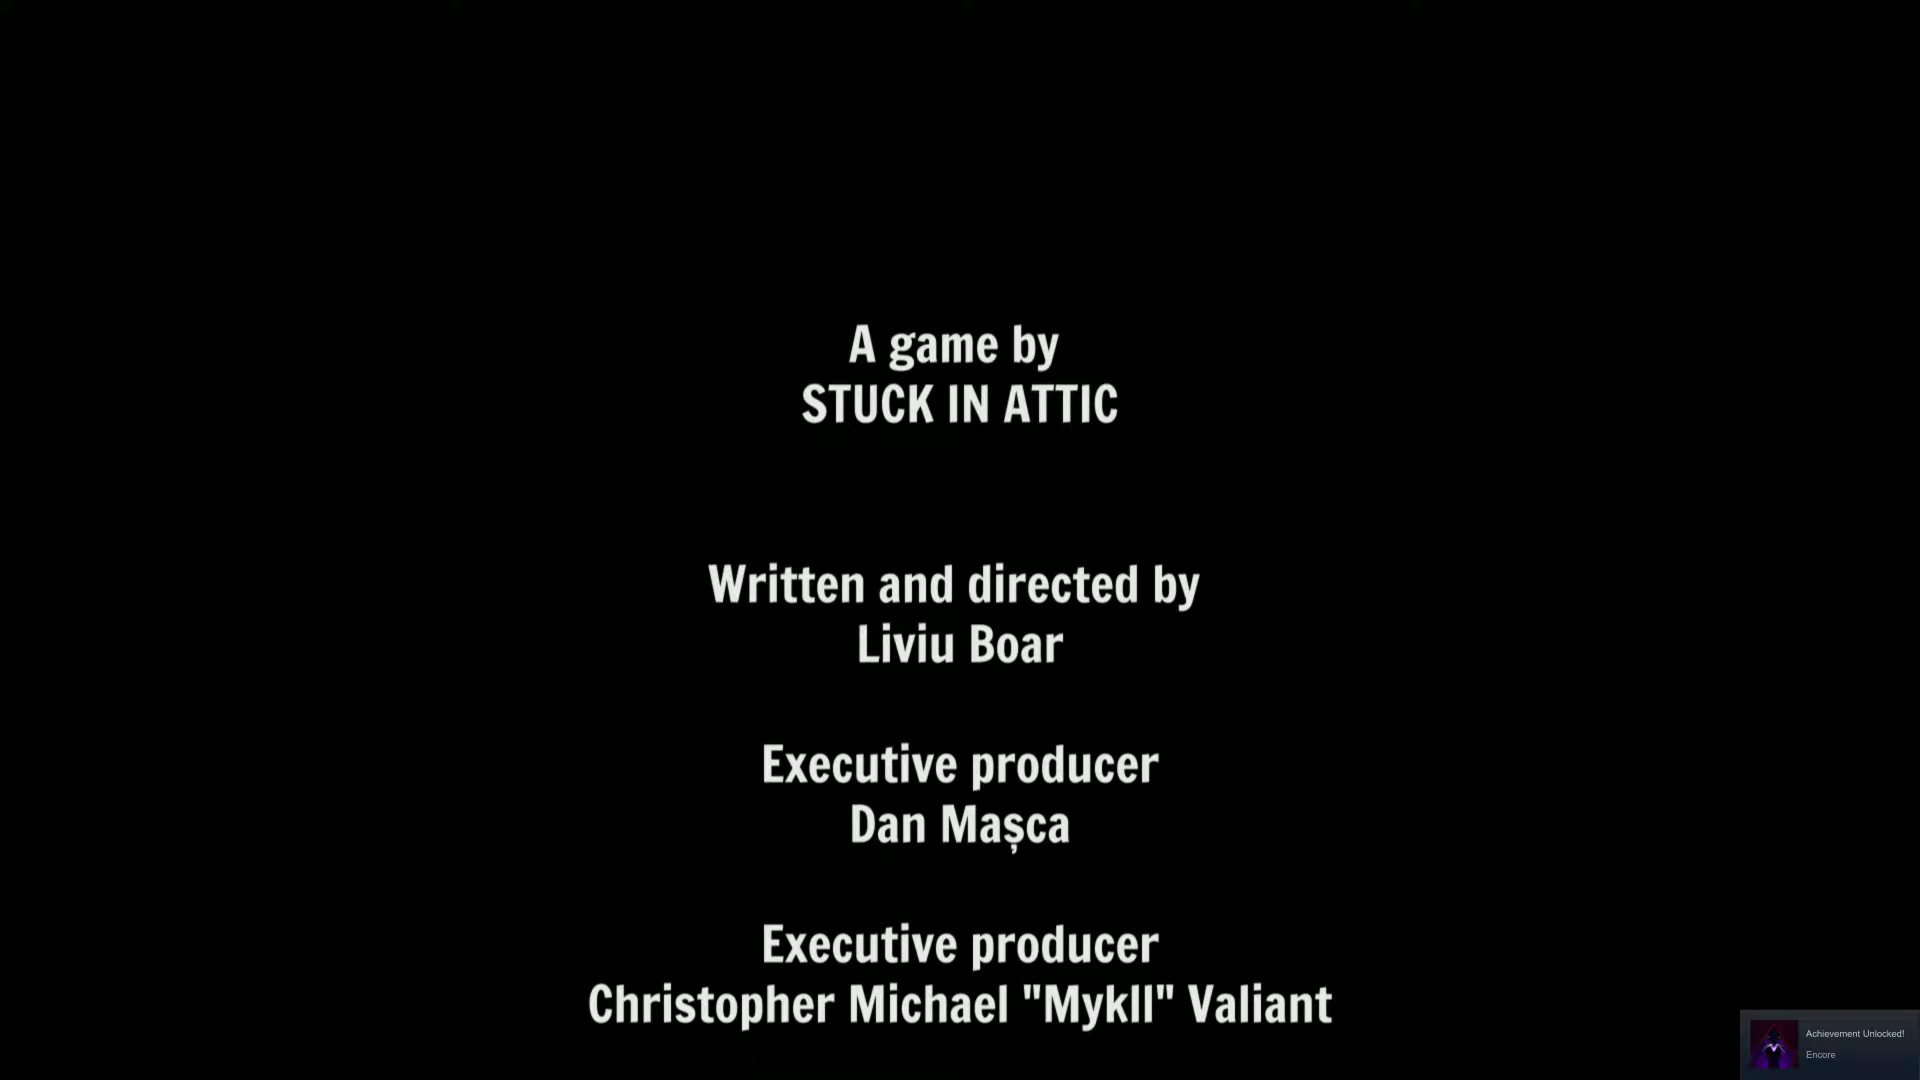 A game by
STUCK IN ATTIC
Written and directed by
Liviu Boar
Executive producer
Dan Mașca
Executive producer
Christopher Michael "Mykll" Valiant
Achievement Unlocked!
Encore